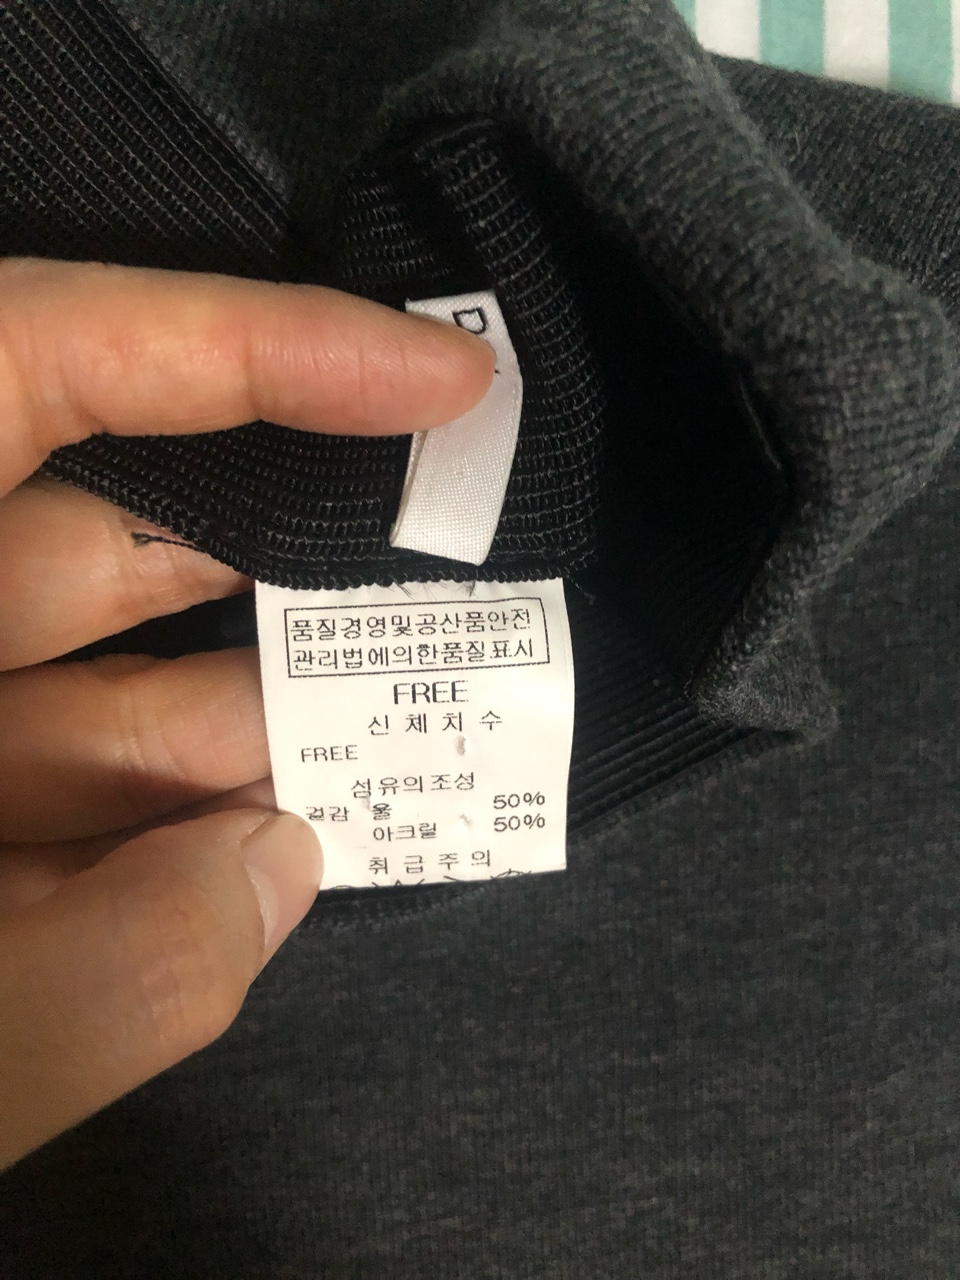 D
품질경영및공산품안전
관리법에의한품질표시
FREE
신 체 치 수
FREE
섬유의조성
겉감 울 50%
아크릴 50%
취 급 주 의